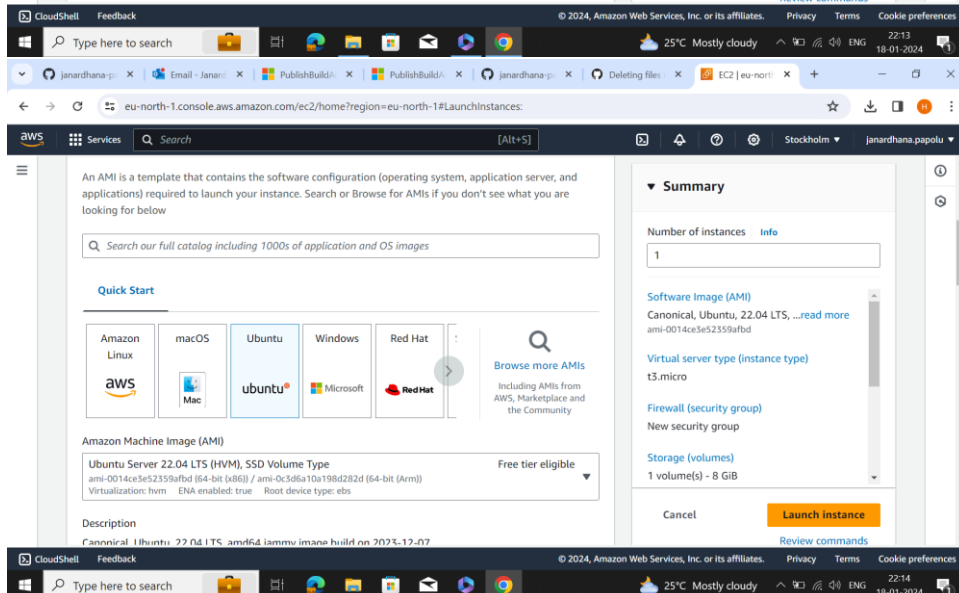 Review commands
CloudShell Feedback © 2024, Amazon Web Services, Inc. or its affiliates. Privacy Terms Cookie preferences
Type here to search 25°C Mostly cloudy ENG 22:13
18-01-2024
janardhana-p Email - Janard PublishBuildA PublishBuildA janardhana-p Deleting files EC2 | eu-north
eu-north-1.console.aws.amazon.com/ec2/home?region=eu-north-1#LaunchInstances: H
aws Services Search [Alt+S] Stockholm janardhana.papolu
An AMI is a template that contains the software configuration (operating system, application server, and
applications) required to launch your instance. Search or Browse for AMIs if you don't see what you are
looking for below
Search our full catalog including 1000s of application and OS images
Quick Start
Amazon
Linux
aws
macOS
Mac
Ubuntu
ubuntu
Windows
Microsoft
Red Hat
Red Hat
Browse more AMIs
Including AMIs from
AWS, Marketplace and
the Community
Amazon Machine Image (AMI)
Ubuntu Server 22.04 LTS (HVM), SSD Volume Type Free tier eligible
ami-0014ce3e52359afbd (64-bit (x86)) / ami-0c3d6a10a198d282d (64-bit (Arm))
Virtualization: hvm ENA enabled: true Root device type: ebs
Description
Canonical, Ubuntu, 22.04 LTS, amd64 jammy image build on 2023-12-07
Summary
Number of instances Info
1
Software Image (AMI)
Canonical, Ubuntu, 22.04 LTS, ...read more
ami-0014ce3e52359afbd
Virtual server type (instance type)
t3.micro
Firewall (security group)
New security group
Storage (volumes)
1 volume(s) - 8 GiB
Cancel Launch instance
Review commands
CloudShell Feedback © 2024, Amazon Web Services, Inc. or its affiliates. Privacy Terms Cookie preferences
Type here to search 25°C Mostly cloudy ENG 22:14
18-01-2024